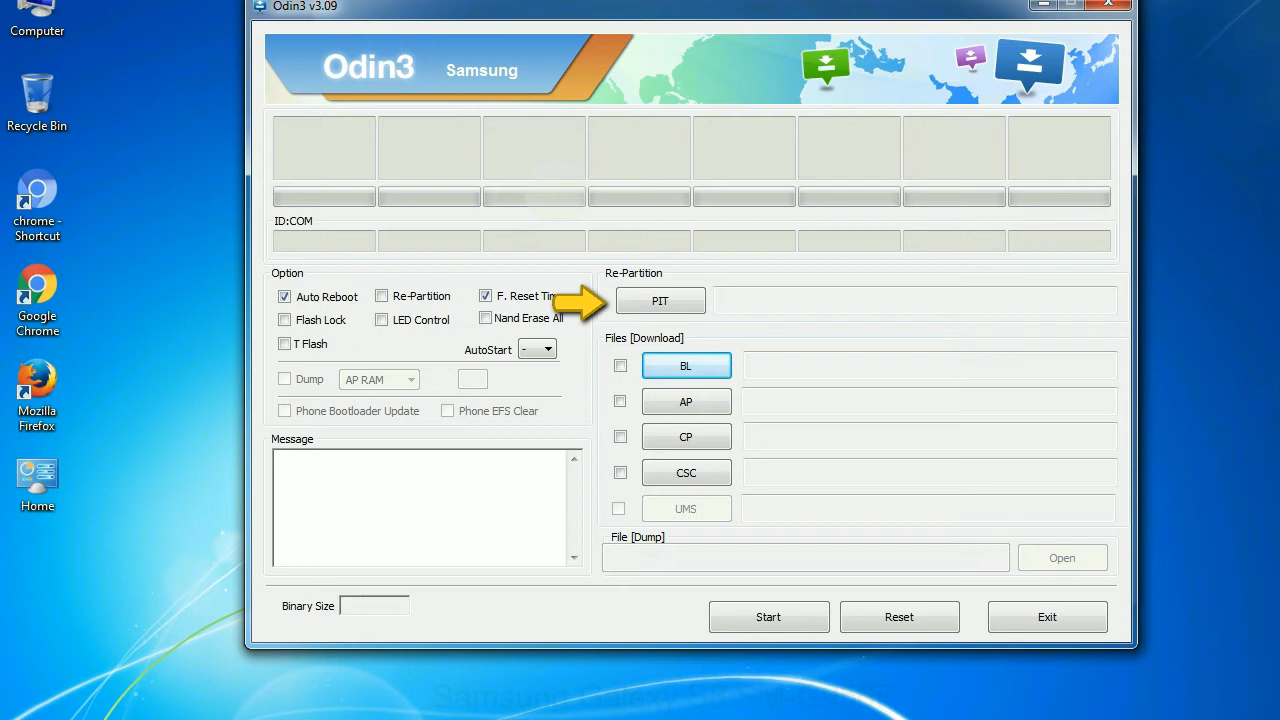 Computer
Recycle Bin
chrome -
Shortcut
Google
Chrome
Mozilla
Firefox
Home
Odin3 v3.09
Odin3 Samsung
ID:COM
Option
Auto Reboot
Re-Partition
F. Reset
Flash Lock
LED Control
Nand Erase All
T Flash
AutoStart -
Dump
AP RAM
Phone Bootloader Update
Phone EFS Clear
Message
Re-Partition
PIT
Files [Download]
BL
AP
CP
CSC
UMS
File [Dump]
Open
Binary Size
Start
Reset
Exit
Samsung Galaxy